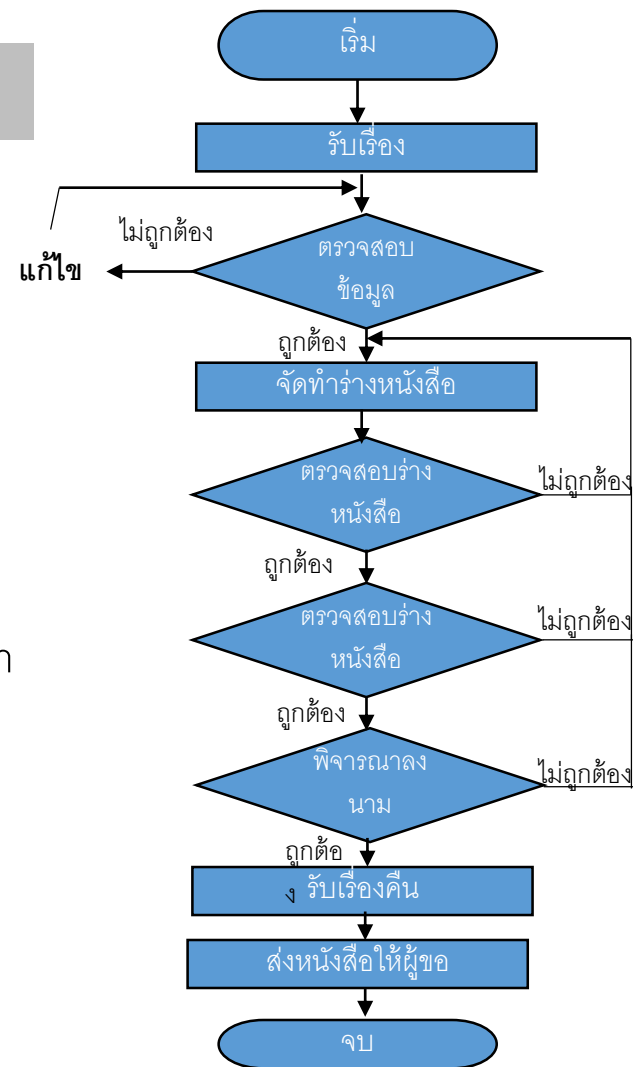 เริ่ม
รับเรื่อง
ไม่ถูกต้อง
แก้ไข
ตรวจสอบ
ข้อมูล
ถูกต้อง
จัดทำร่างหนังสือ
ตรวจสอบร่าง
หนังสือ
ไม่ถูกต้อง
ถูกต้อง
ตรวจสอบร่าง
หนังสือ
ไม่ถูกต้อง
ถูกต้อง
พิจารณาลง
นาม
ไม่ถูกต้อง
ถูกต้อ
ง
รับเรื่องคืน
ส่งหนังสือให้ผู้ขอ
จบ